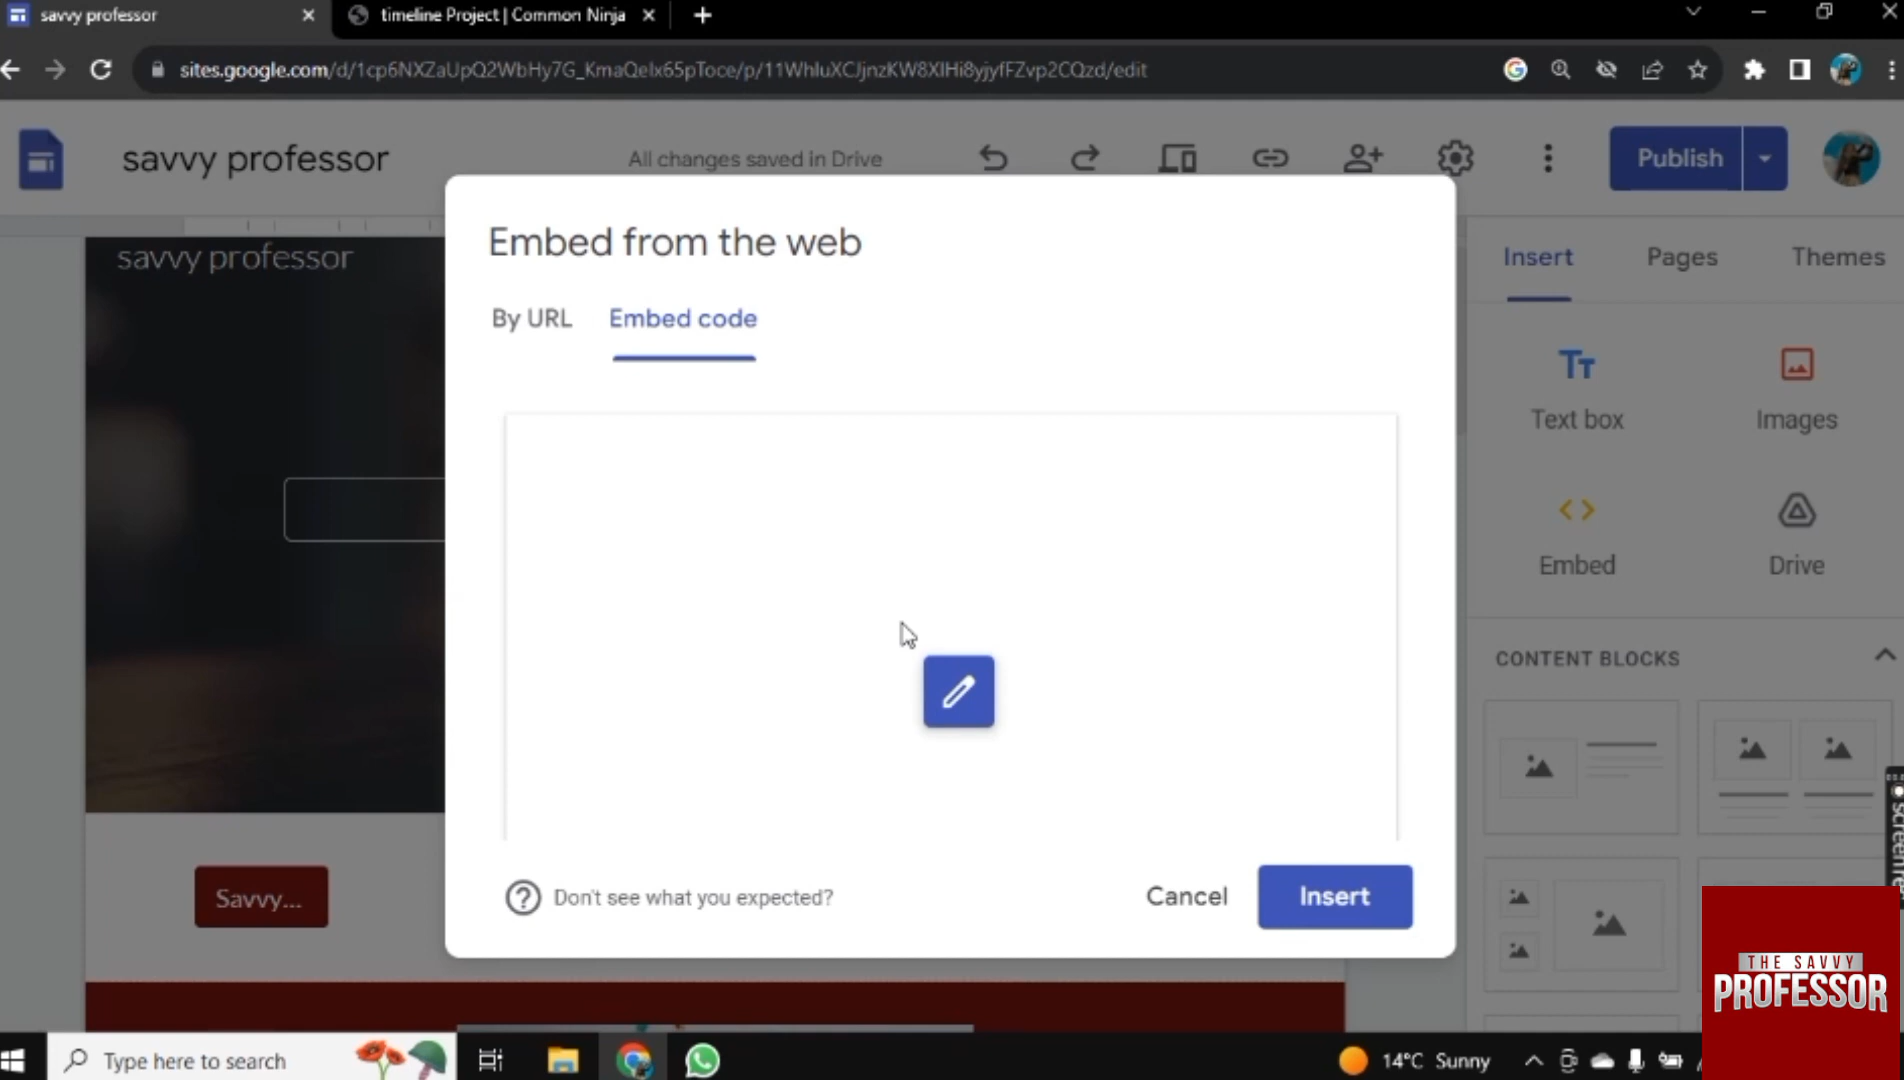 savvy professor
timeline Project | Common Ninja
sites.google.com/d/1cp6NXZaUpQ2WbHy7G_KmaQelx65pToce/p/11WhluXCJjnzKW8XIHi8yjyfFZvp2CQzd/edit
savvy professor
All changes saved in Drive
Publish
savvy professor
Embed from the web
By URL
Embed code
Insert
Pages
Themes
Text box
Images
Embed
Drive
CONTENT BLOCKS
Savvy...
Don't see what you expected?
Cancel
Insert
THE SAVVY
PROFESSOR
Type here to search
14°C Sunny